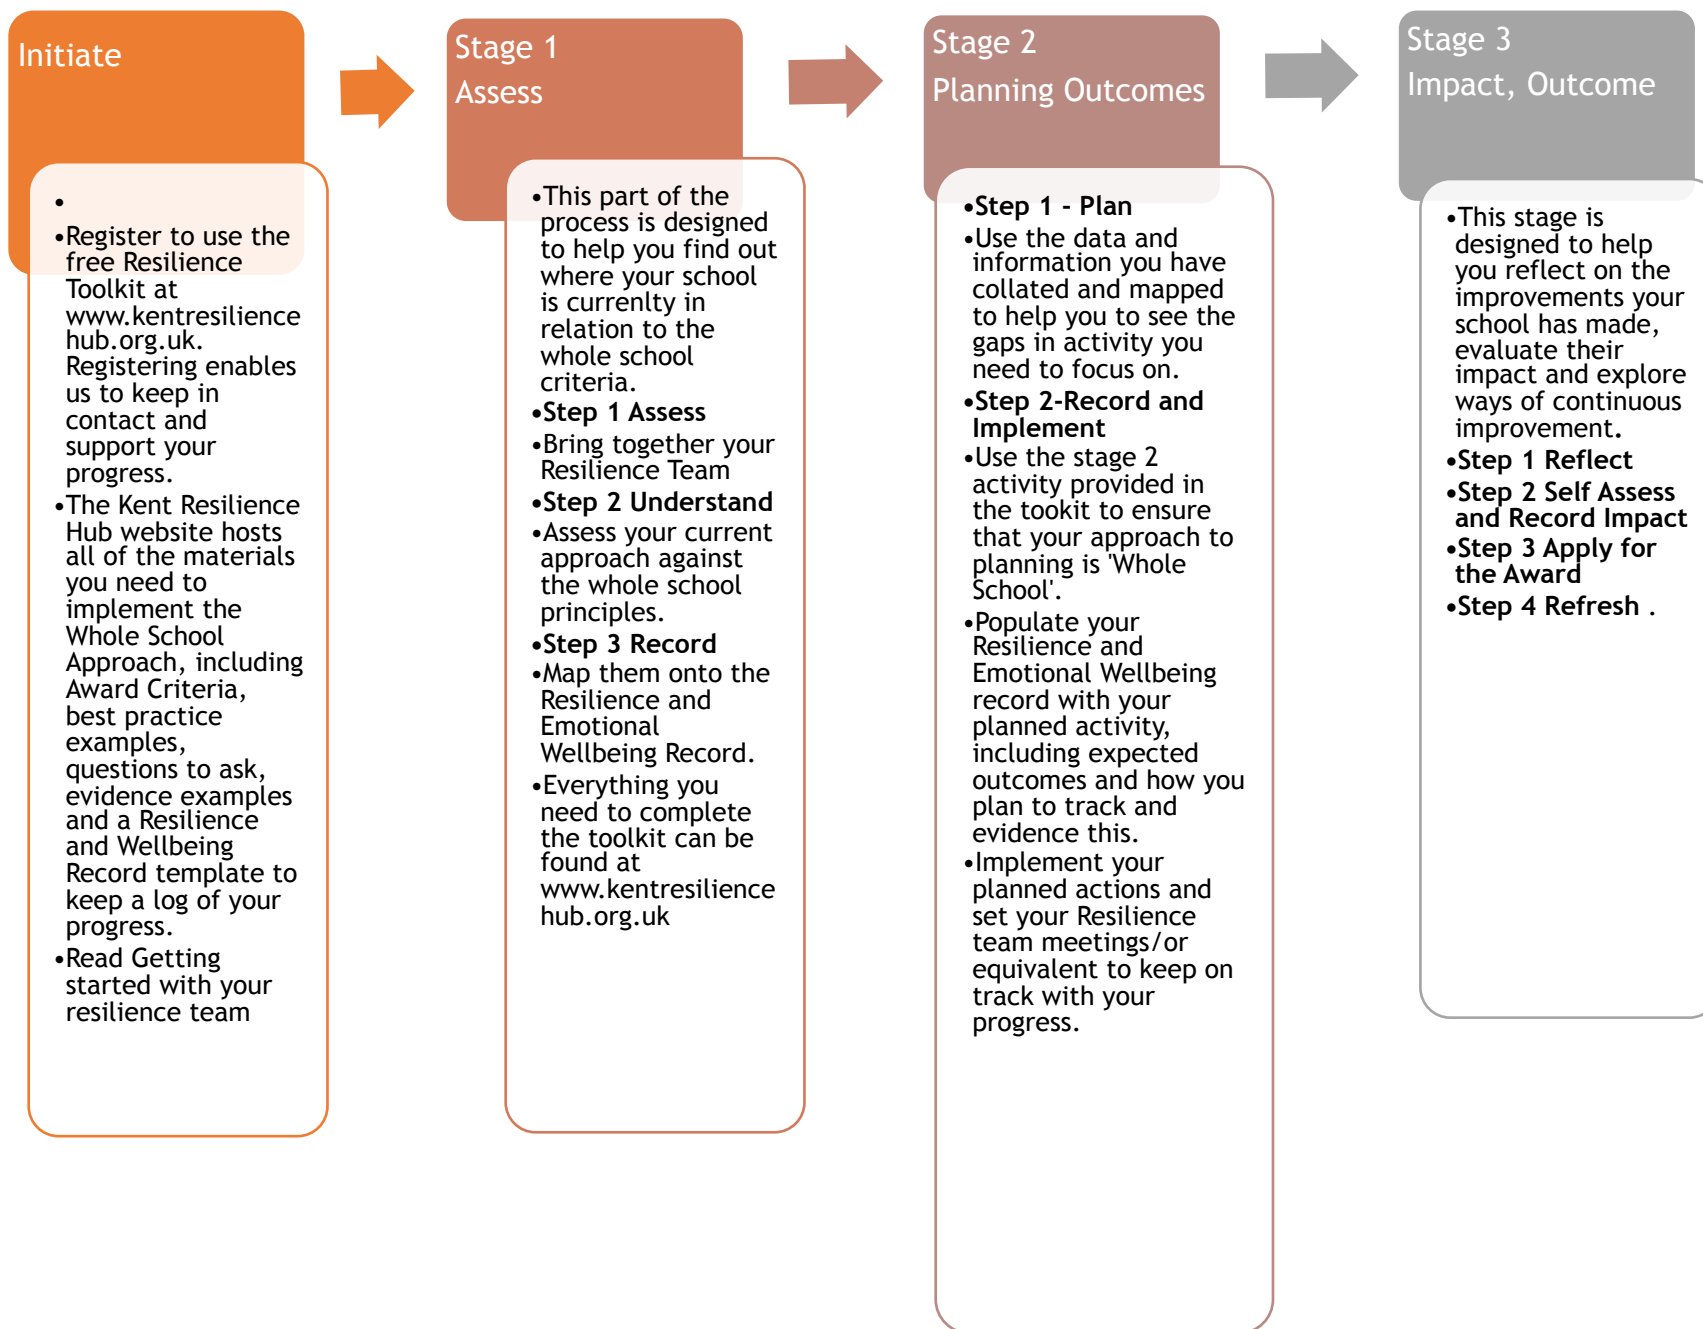 Initiate
•
•Register to use the
free Resilience
Toolkit at
www.kentresilience
hub.org.uk.
Registering enables
us to keep in
contact and
support your
progress.
•The Kent Resilience
Hub website hosts
all of the materials
you need to
implement the
Whole School
Approach, including
Award Criteria,
best practice
examples,
questions to ask,
evidence examples
and a Resilience
and Wellbeing
Record template to
keep a log of your
progress.
•Read Getting
started with your
resilience team
Stage 1
Assess
•This part of the
process is designed
to help you find out
where your school
is currenlty in
relation to the
whole school
criteria.
•Step 1 Assess
•Bring together your
Resilience Team
•Step 2 Understand
•Assess your current
approach against
the whole school
principles.
•Step 3 Record
•Map them onto the
Resilience and
Emotional
Wellbeing Record.
•Everything you
need to complete
the toolkit can be
found at
www.kentresilience
hub.org.uk
Stage 2
Planning Outcomes
•Step 1 - Plan
•Use the data and
information you have
collated and mapped
to help you to see the
gaps in activity you
need to focus on.
•Step 2-Record and
Implement
•Use the stage 2
activity provided in
the tookit to ensure
that your approach to
planning is 'Whole
School'.
•Populate your
Resilience and
Emotional Wellbeing
record with your
planned activity,
including expected
outcomes and how you
plan to track and
evidence this.
•Implement your
planned actions and
set your Resilience
team meetings/or
equivalent to keep on
track with your
progress.
Stage 3
Impact, Outcome
•This stage is
designed to help
you reflect on the
improvements your
school has made,
evaluate their
impact and explore
ways of continuous
improvement.
•Step 1 Reflect
•Step 2 Self Assess
and Record Impact
•Step 3 Apply for
the Award
•Step 4 Refresh .